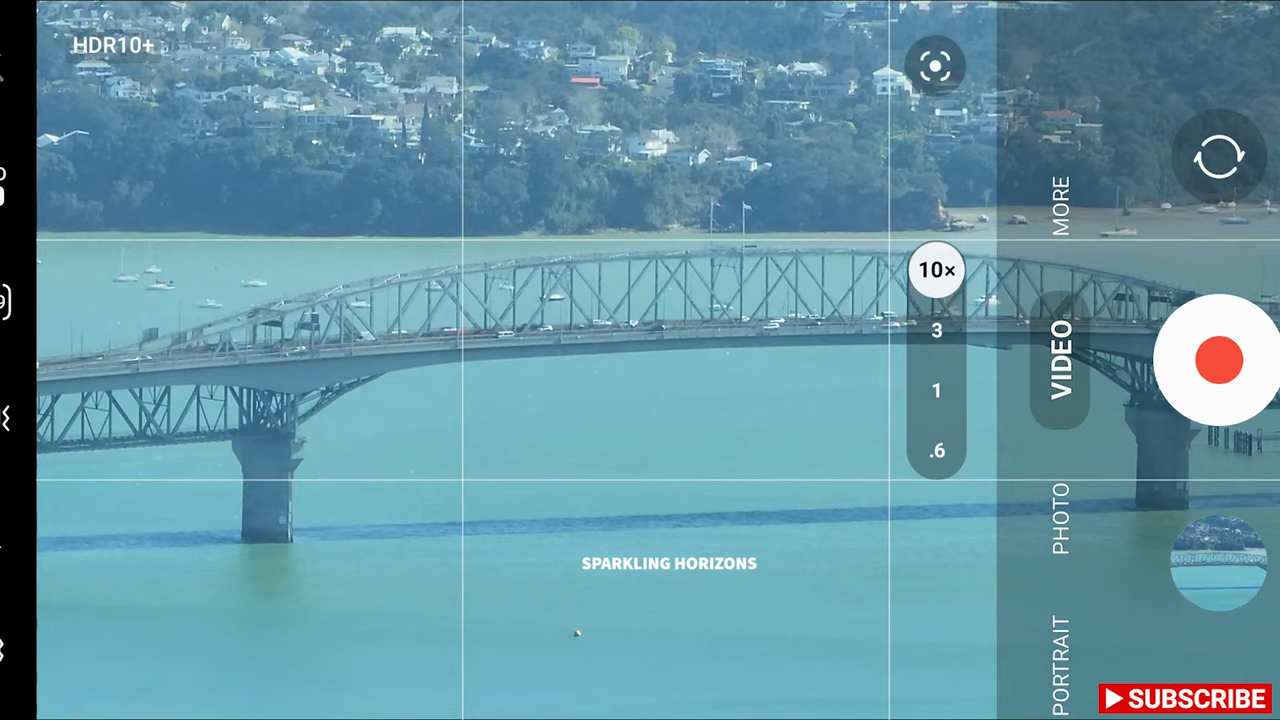 HDR10+
MORE
10×
3
VIDEO
1
.6
PHOTO
SPARKLING HORIZONS
PORTRAIT
SUBSCRIBE